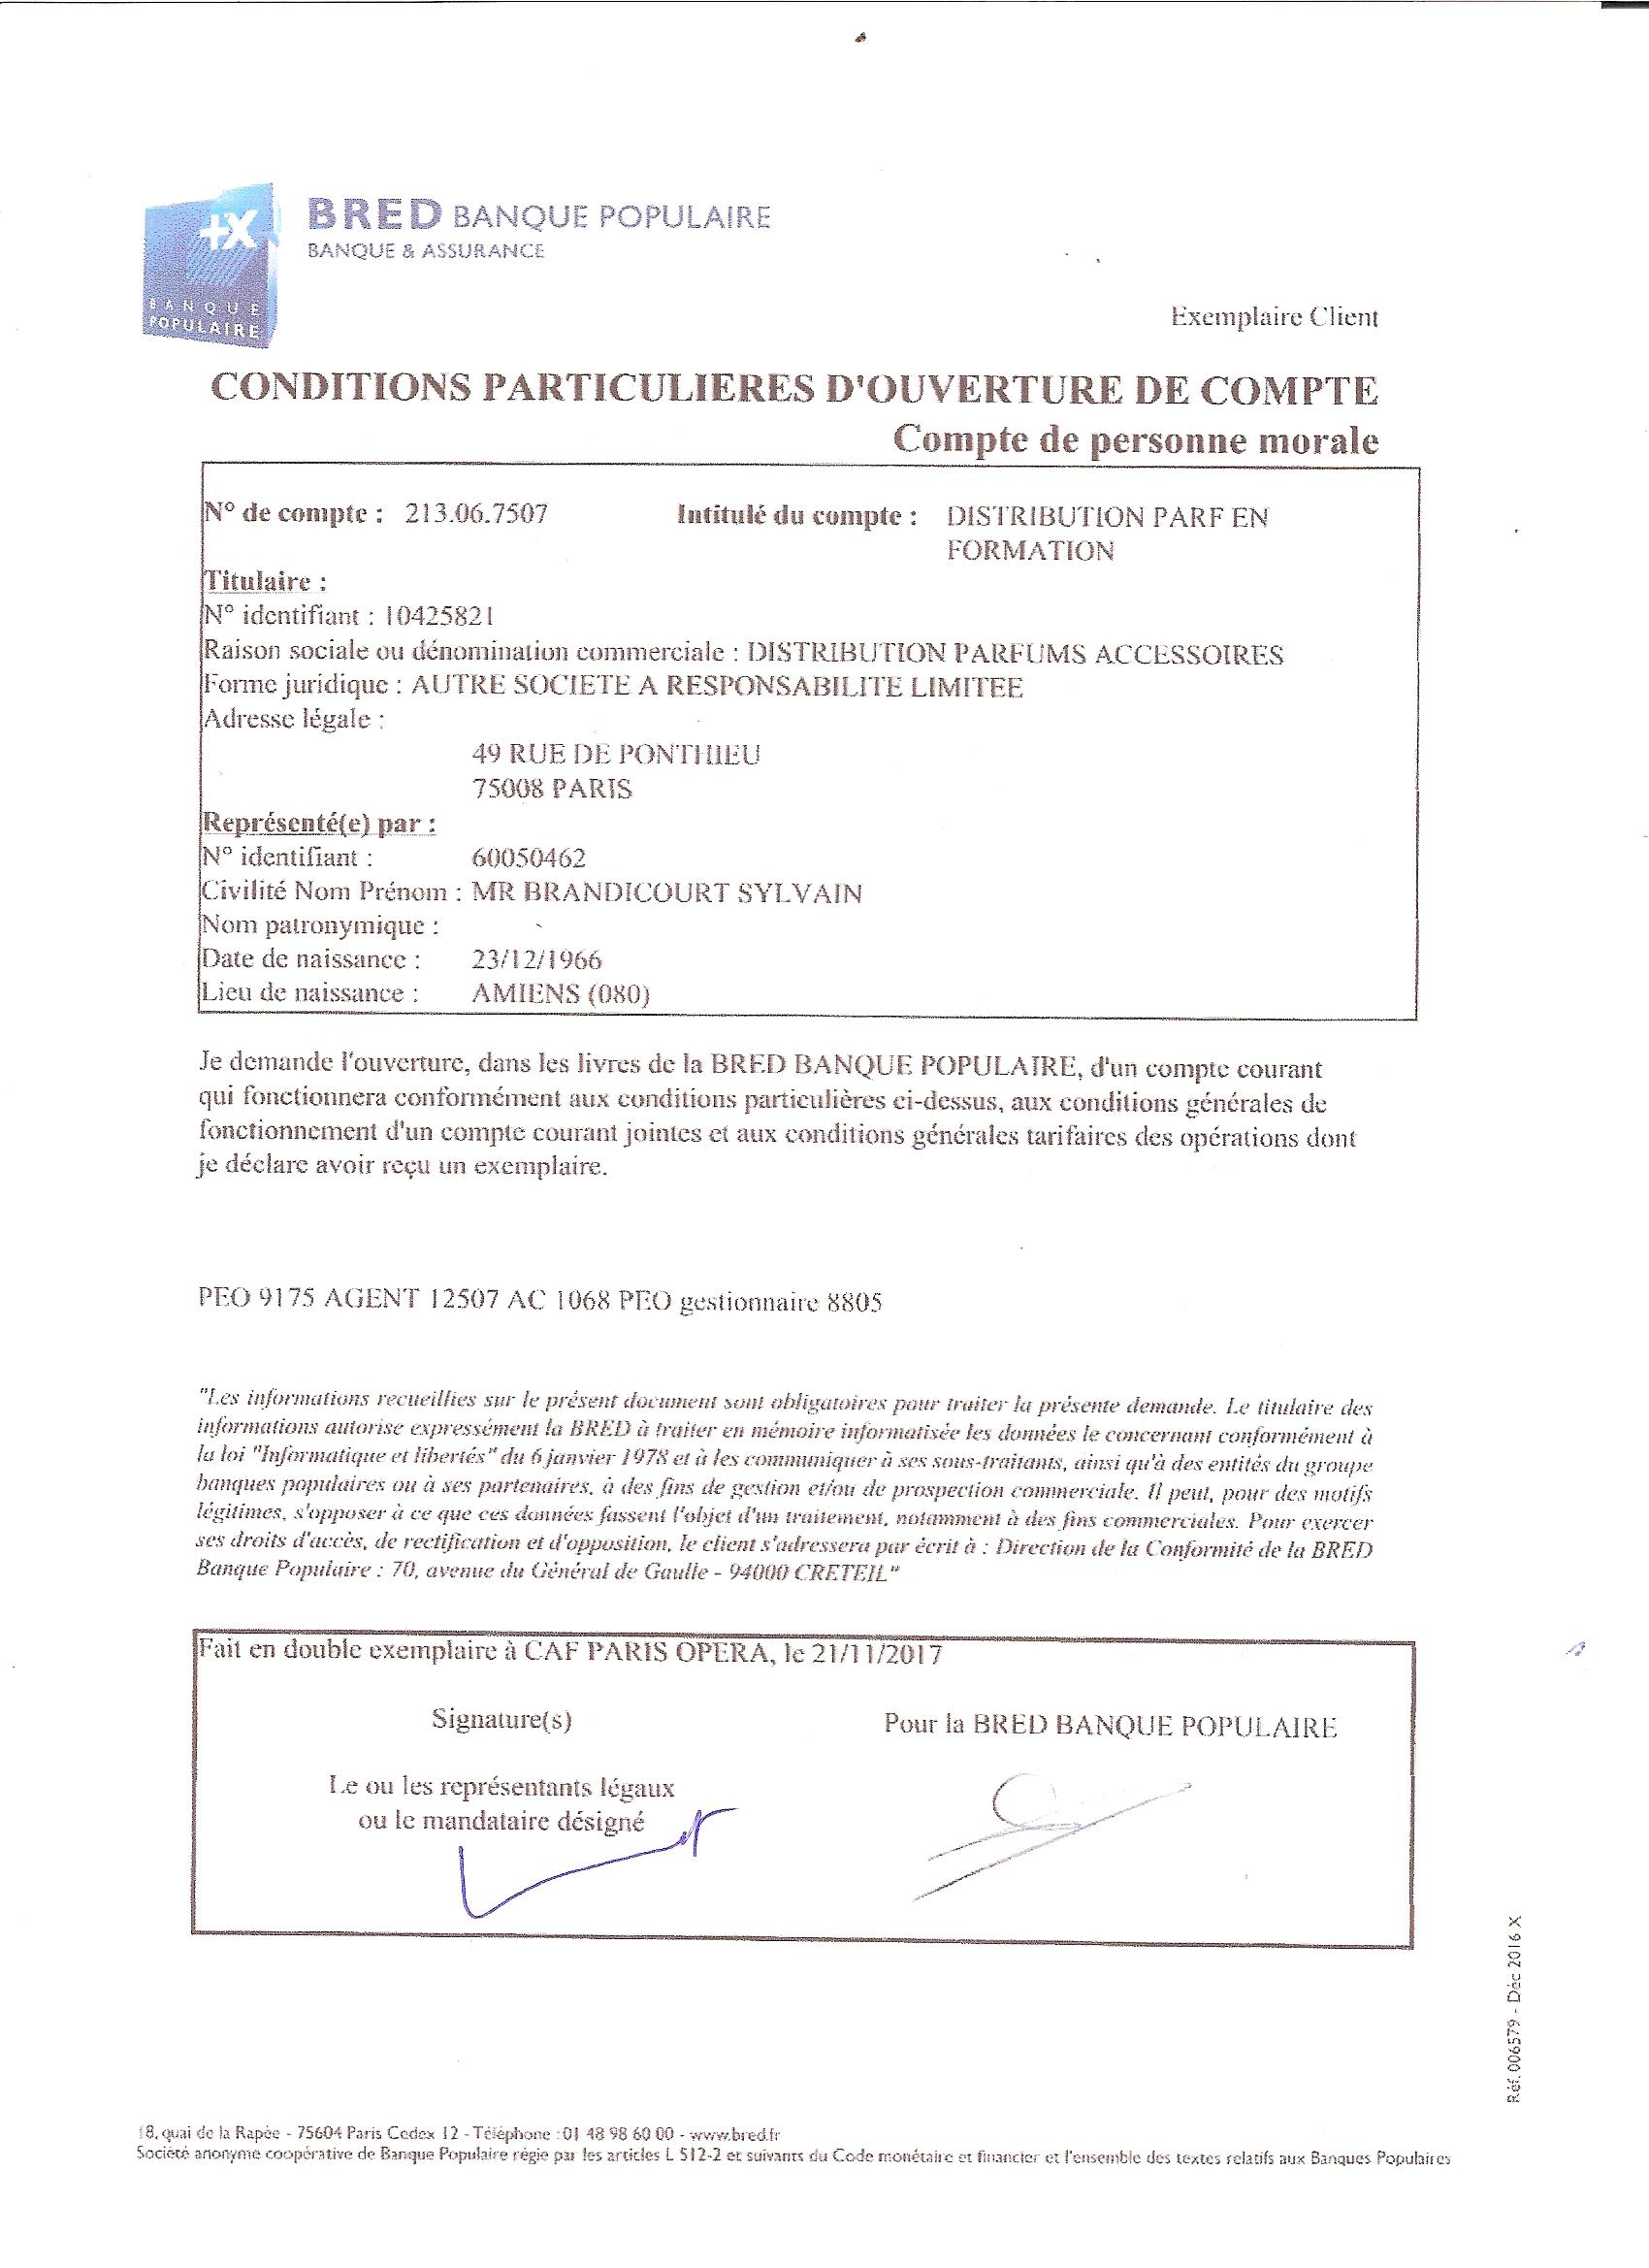 +X
BANQUE
POPULAIRE
BRED BANQUE POPULAIRE
BANQUE & ASSURANCE
Exemplaire Client
CONDITIONS PARTICULIERES D'OUVERTURE DE COMPTE
Compte de personne morale
N° de compte : 213.06.7507 Intitulé du compte : DISTRIBUTION PARF EN
FORMATION
Titulaire :
N° identifiant : 10425821
Raison sociale ou dénomination commerciale : DISTRIBUTION PARFUMS ACCESSOIRES
Forme juridique : AUTRE SOCIETE A RESPONSABILITE LIMITEE
Adresse légale :
49 RUE DE PONTHIEU
75008 PARIS
Représenté(e) par :
N° identifiant : 60050462
Civilité Nom Prénom : MR BRANDICOURT SYLVAIN
Nom patronymique :
Date de naissance : 23/12/1966
Lieu de naissance : AMIENS (080)
Je demande l'ouverture, dans les livres de la BRED BANQUE POPULAIRE, d'un compte courant
qui fonctionnera conformément aux conditions particulières ci-dessus, aux conditions générales de
fonctionnement d'un compte courant jointes et aux conditions générales tarifaires des opérations dont
je déclare avoir reçu un exemplaire.
PEO 9175 AGENT 12507 AC 1068 PEO gestionnaire 8805
"Les informations recueillies sur le présent document sont obligatoires pour traiter la présente demande. Le titulaire des
informations autorise expressément la BRED à traiter en mémoire informatisée les données le concernant conformément à
la loi "Informatique et libertés" du 6 janvier 1978 et à les communiquer à ses sous-traitants, ainsi qu'à des entités du groupe
banques populaires ou à ses partenaires, à des fins de gestion et/ou de prospection commerciale. Il peut, pour des motifs
légitimes, s'opposer à ce que ces données fassent l'objet d'un traitement, notamment à des fins commerciales. Pour exercer
ses droits d'accès, de rectification et d'opposition, le client s'adressera par écrit à : Direction de la Conformité de la BRED
Banque Populaire : 70, avenue du Général de Gaulle - 94000 CRETEIL"
Fait en double exemplaire à CAF PARIS OPERA, le 21/11/2017
Signature(s) Pour la BRED BANQUE POPULAIRE
Le ou les représentants légaux
ou le mandataire désigné
Réf. 006579 - Déc 2016 X
18, quai de la Rapée - 75604 Paris Cedex 12 - Téléphone : 01 48 98 60 00 - www.bred.fr
Société anonyme coopérative de Banque Populaire régie par les articles L 512-2 et suivants du Code monétaire et financier et l'ensemble des textes relatifs aux Banques Populaires